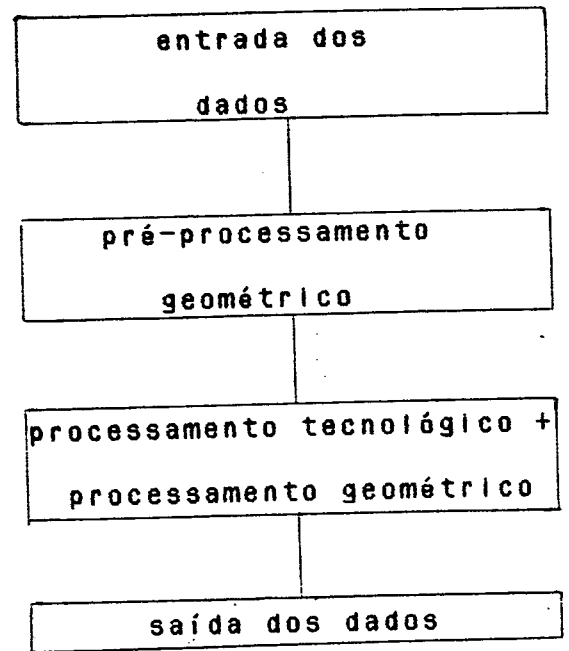 entrada dos
dados
pré-processamento
geométrico
processamento tecnológico +
processamento geométrico
saída dos dados